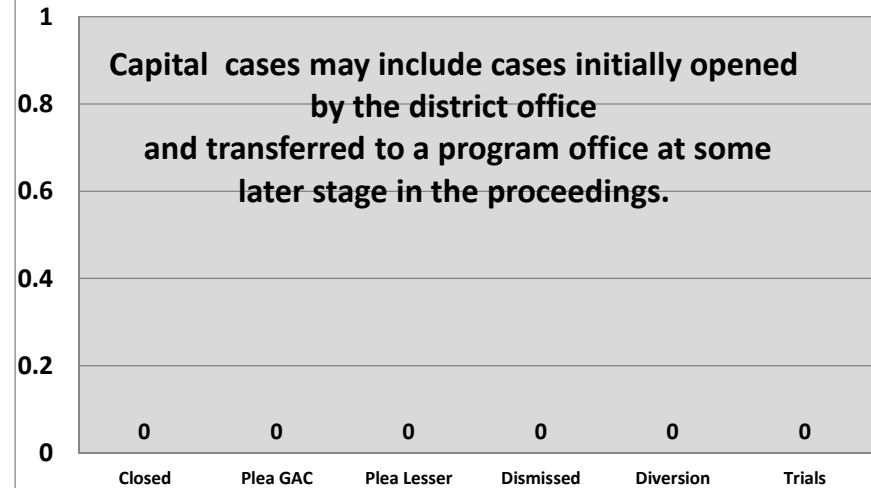 1
Capital  cases may include cases initially opened
by the district office
0.8
and transferred to a program office at some
later stage in the proceedings.
0.6
0.4
0.2
0 0 0 0 0 0
0
Closed Plea GAC Plea Lesser Dismissed Diversion Trials